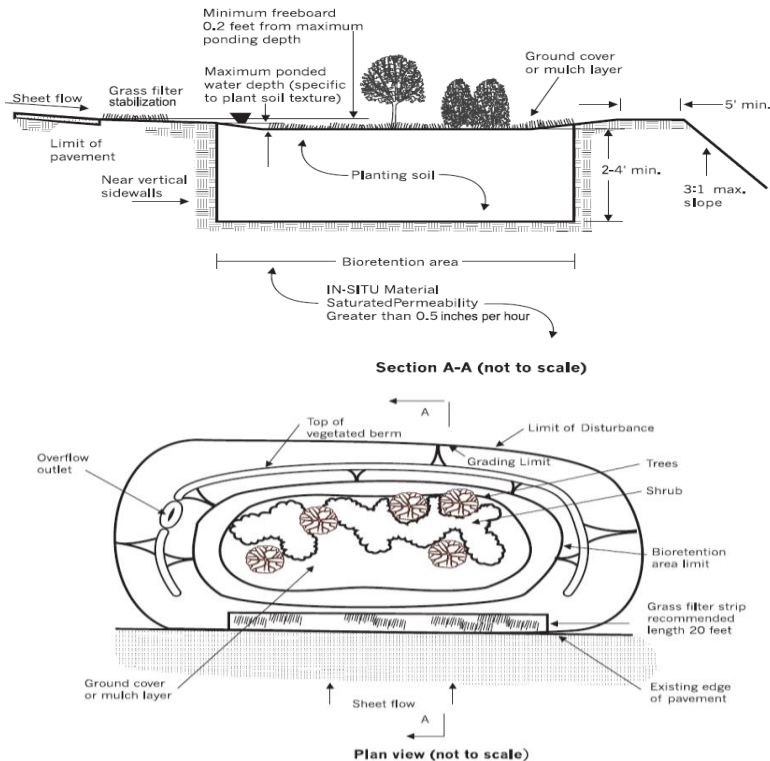 Minimum freeboard
0.2 feet from maximum
ponding depth
Maximum ponded
water depth (specific
to plant soil texture)
Ground cover
or mulch layer
Sheet flow
Grass filter
stabilization
5' min.
Limit of
pavement
Near vertical
sidewalls
Planting soil
2-4' min.
3:1 max.
slope
Bioretention area
IN-SITU Material
SaturatedPermeability
Greater than 0.5 inches per hour
Section A-A (not to scale)
A
Top of
vegetated berm
Limit of Disturbance
Grading Limit
Overflow
outlet
Trees
Shrub
Bioretention
area limit
Grass filter strip
recommended
length 20 feet
Ground cover
or mulch layer
Sheet flow
A
Existing edge
of pavement
Plan view (not to scale)